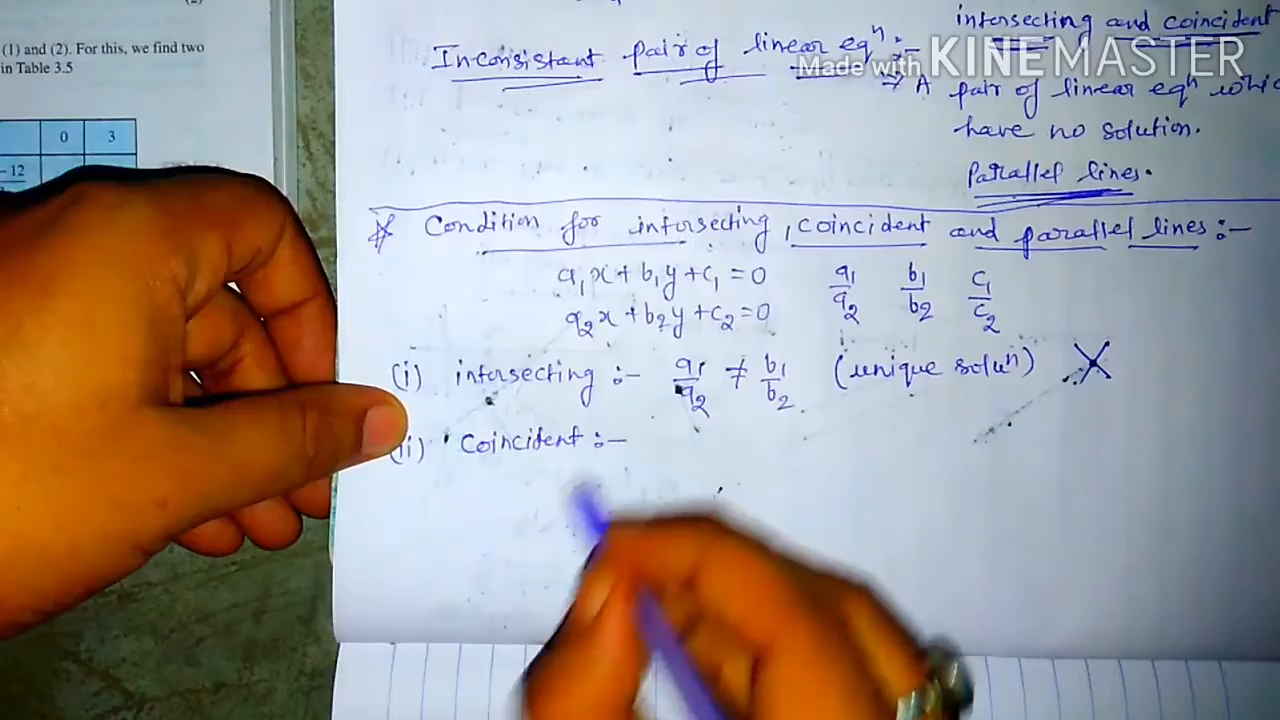 (1) and (2). For this, we find two
in Table 3.5
0 3
- 12
Inconsistant pair of linear eqⁿ :-
intersecting and coincident
Made with KINEMASTER
⇒ A pair of linear eqⁿ whic
have no solution.
Parallel lines.
* Condition for intersecting, coincident and parallel lines :-
a₁x + b₁y + c₁ = 0 a₁/a₂ b₁/b₂ c₁/c₂
a₂x + b₂y + c₂ = 0
(i) intersecting :- a₁/a₂ ≠ b₁/b₂ (unique soluⁿ)
(ii) Coincident :-